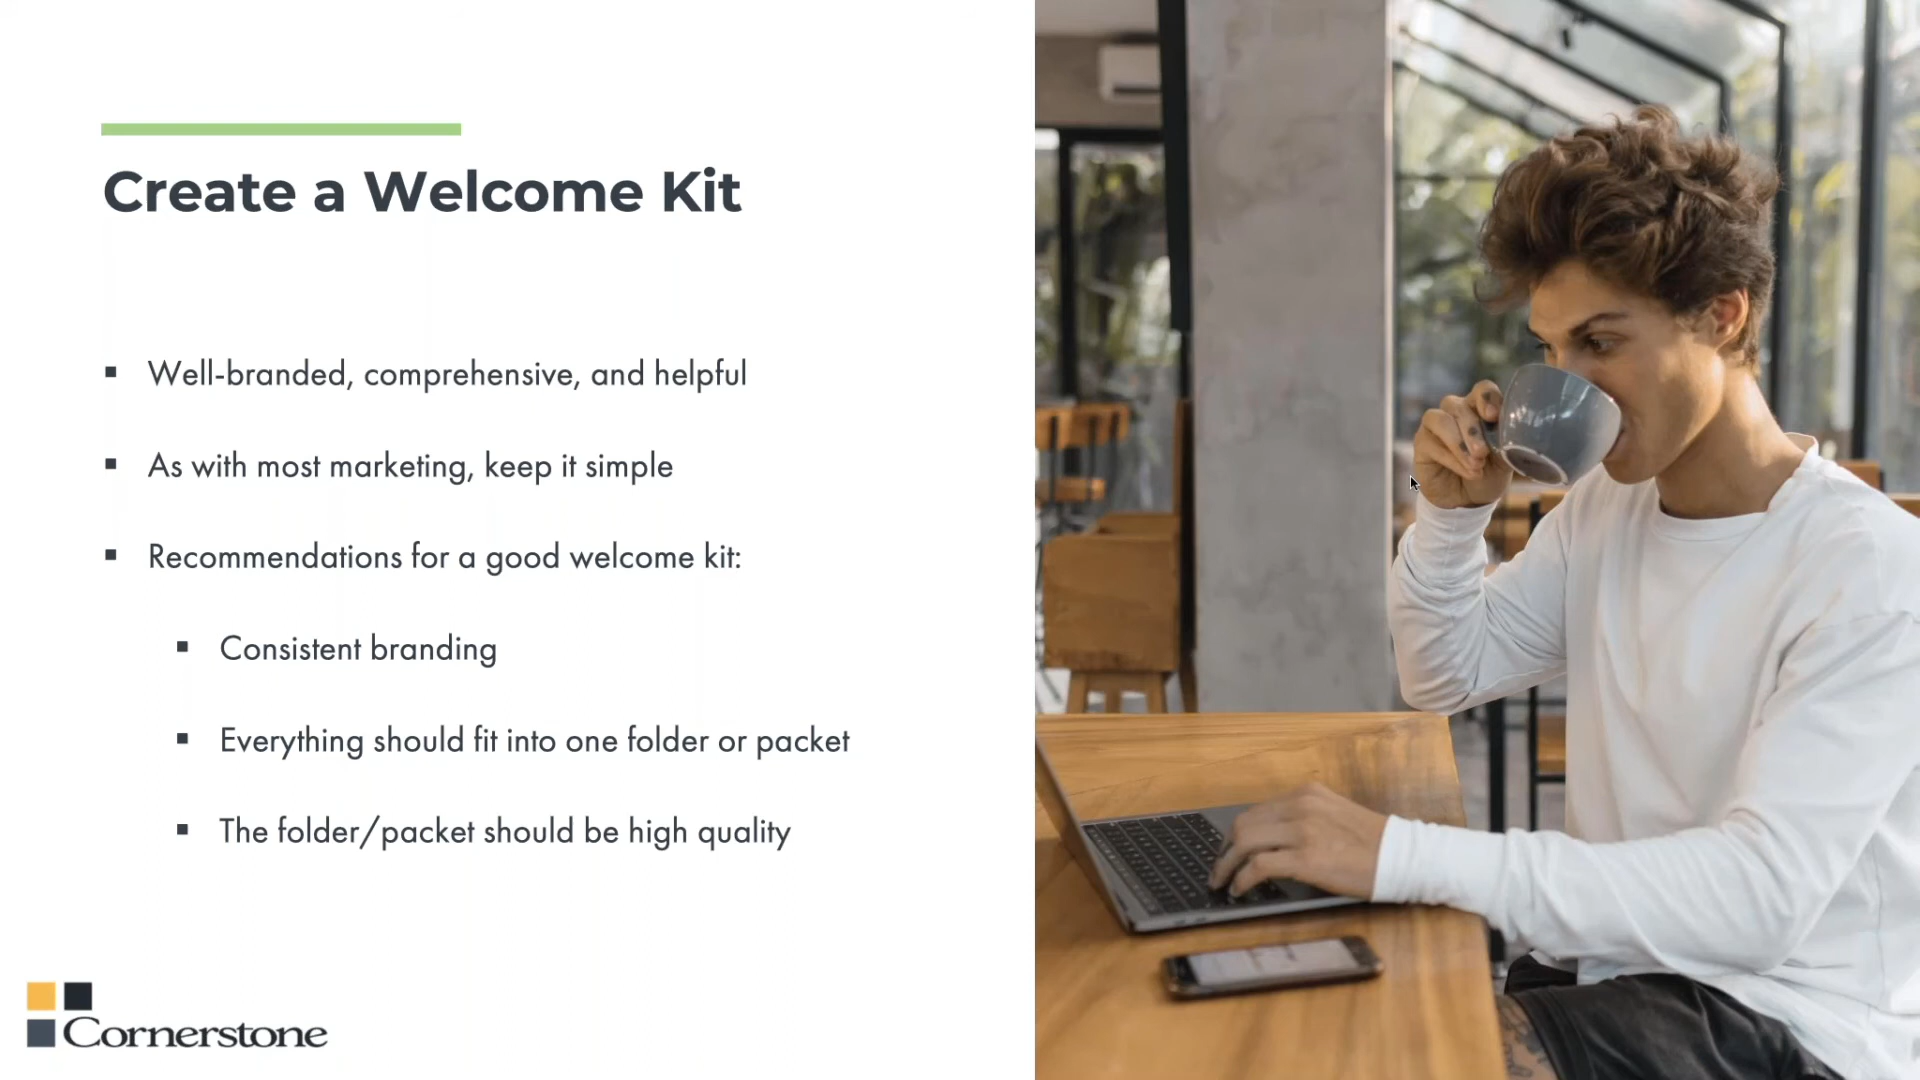 Create a Welcome Kit
Well-branded, comprehensive, and helpful
As with most marketing, keep it simple
Recommendations for a good welcome kit:
Consistent branding
Everything should fit into one folder or packet
The folder/packet should be high quality
Cornerstone